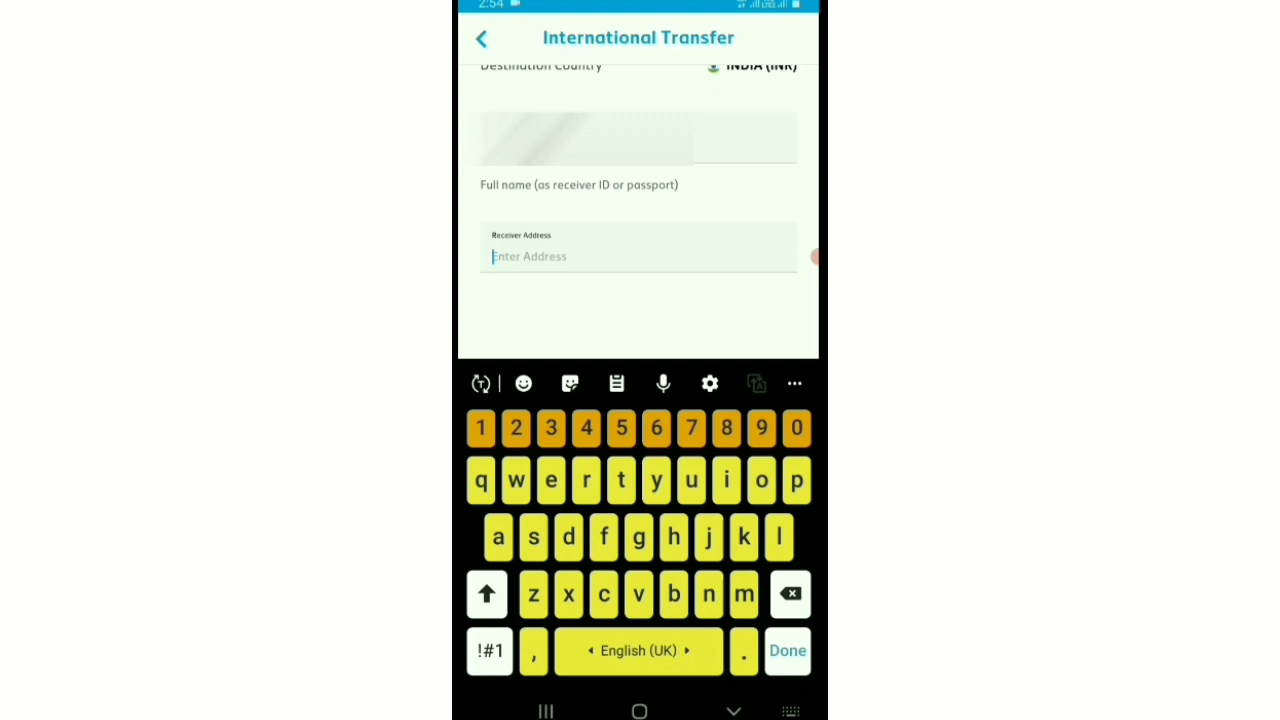 2:54
International Transfer
Destination Country INDIA (INR)
Full name (as receiver ID or passport)
Receiver Address
Enter Address
1 2 3 4 5 6 7 8 9 0
q w e r t y u i o p
a s d f g h j k l
z x c v b n m
!#1 , English (UK) . Done